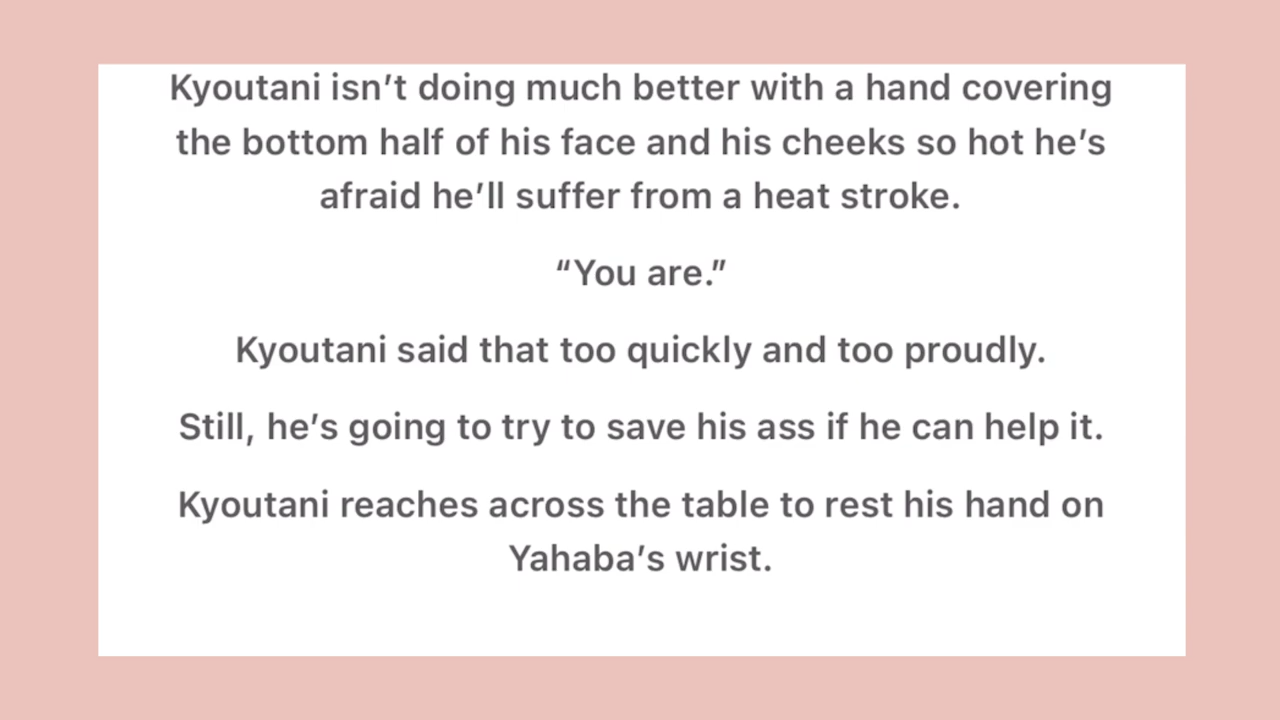 Kyoutani isn’t doing much better with a hand covering
the bottom half of his face and his cheeks so hot he’s
afraid he’ll suffer from a heat stroke.
“You are.”
Kyoutani said that too quickly and too proudly.
Still, he’s going to try to save his ass if he can help it.
Kyoutani reaches across the table to rest his hand on
Yahaba’s wrist.